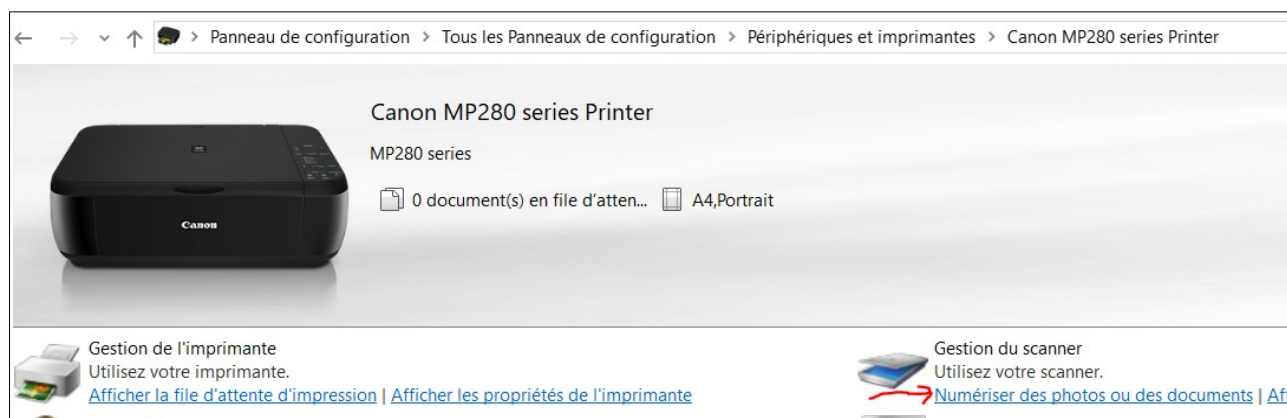 Panneau de configuration > Tous les Panneaux de configuration > Périphériques et imprimantes > Canon MP280 series Printer
Canon MP280 series Printer
MP280 series
0 document(s) en file d'atten... A4,Portrait
Canon
Gestion de l'imprimante
Utilisez votre imprimante.
Afficher la file d'attente d'impression | Afficher les propriétés de l'imprimante
Gestion du scanner
Utilisez votre scanner.
Numériser des photos ou des documents | Af